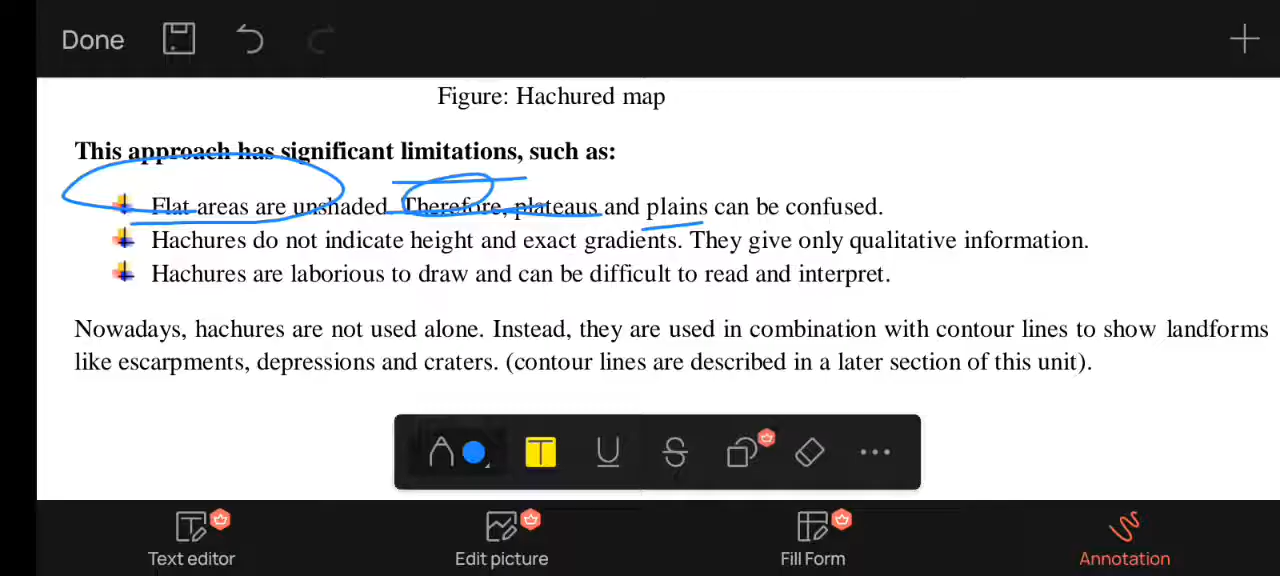 Done
Figure: Hachured map
This approach has significant limitations, such as:
Flat areas are unshaded. Therefore, plateaus and plains can be confused.
Hachures do not indicate height and exact gradients. They give only qualitative information.
Hachures are laborious to draw and can be difficult to read and interpret.
Nowadays, hachures are not used alone. Instead, they are used in combination with contour lines to show landforms
like escarpments, depressions and craters. (contour lines are described in a later section of this unit).
Text editor Edit picture Fill Form Annotation